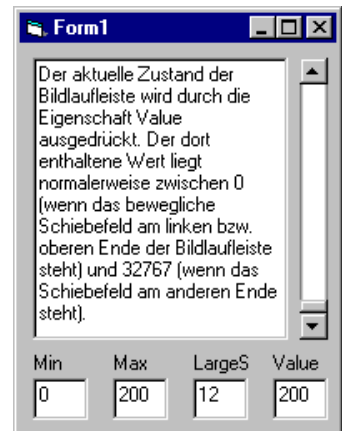 Form1
Der aktuelle Zustand der
Bildlaufleiste wird durch die
Eigenschaft Value
ausgedrückt. Der dort
enthaltene Wert liegt
normalerweise zwischen 0
(wenn das bewegliche
Schiebefeld am linken bzw.
oberen Ende der Bildlaufleiste
steht) und 32767 (wenn das
Schiebefeld am anderen Ende
steht).
Min Max LargeS Value
0 200 12 200